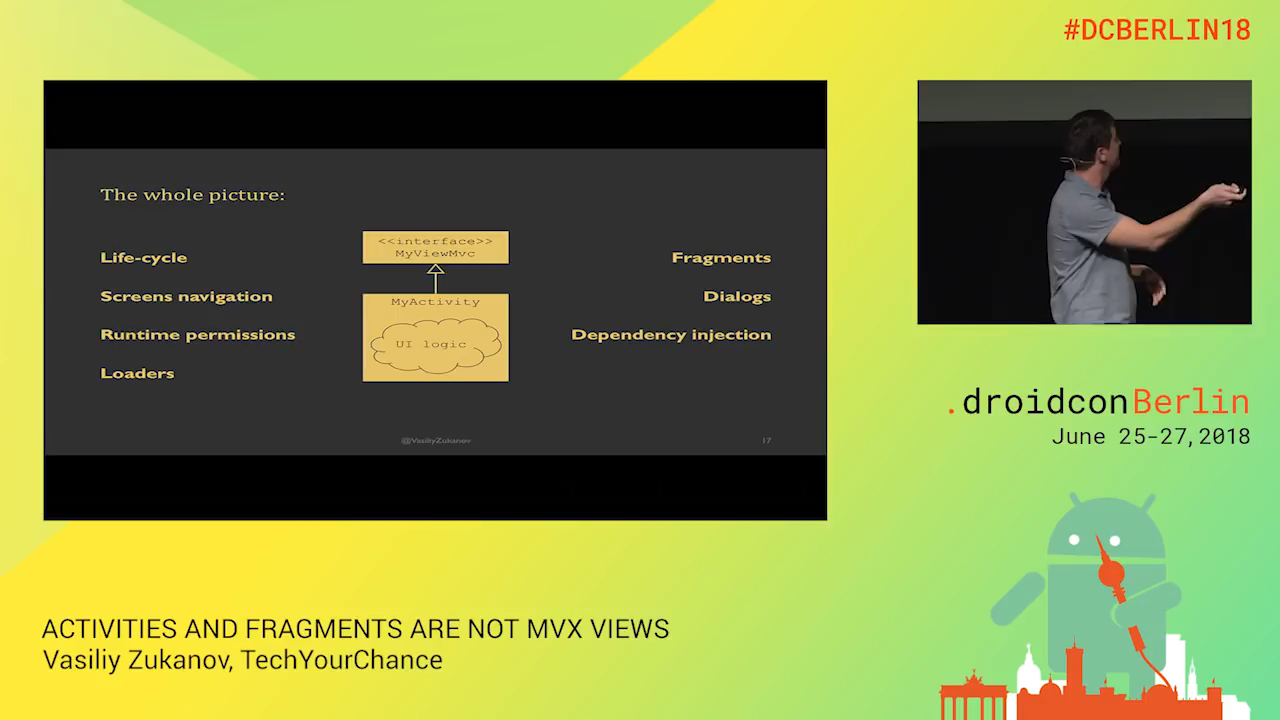 #DCBERLIN18
The whole picture:
<<interface>>
MyViewMvc
Life-cycle
Screens navigation
Runtime permissions
Loaders
MyActivity
UI logic
Fragments
Dialogs
Dependency injection
@VasiliyZukanov
17
.droidconBerlin
June 25-27,2018
ACTIVITIES AND FRAGMENTS ARE NOT MVX VIEWS
Vasiliy Zukanov, TechYourChance